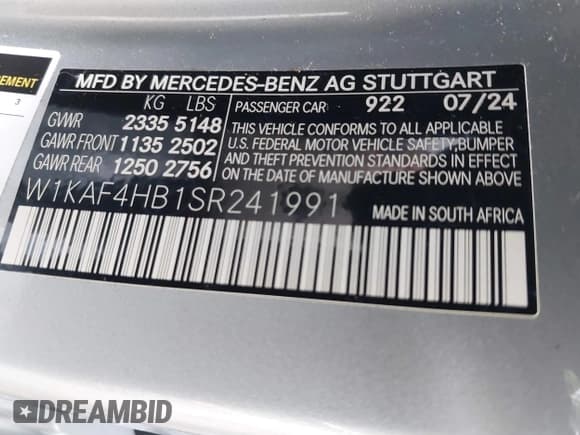 EMENT
3
MFD BY MERCEDES-BENZ AG STUTTGART
KG LBS
PASSENGER CAR 922 07/24
GVWR 2335 5148
GAWR FRONT 1135 2502
GAWR REAR 1250 2756
THIS VEHICLE CONFORMS TO ALL APPLICABLE
U.S. FEDERAL MOTOR VEHICLE SAFETY,BUMPER
AND THEFT PREVENTION STANDARDS IN EFFECT
ON THE DATE OF MANUFACTURE SHOWN ABOVE.
W1KAF4HB1SR241991
MADE IN SOUTH AFRICA
DREAMBID